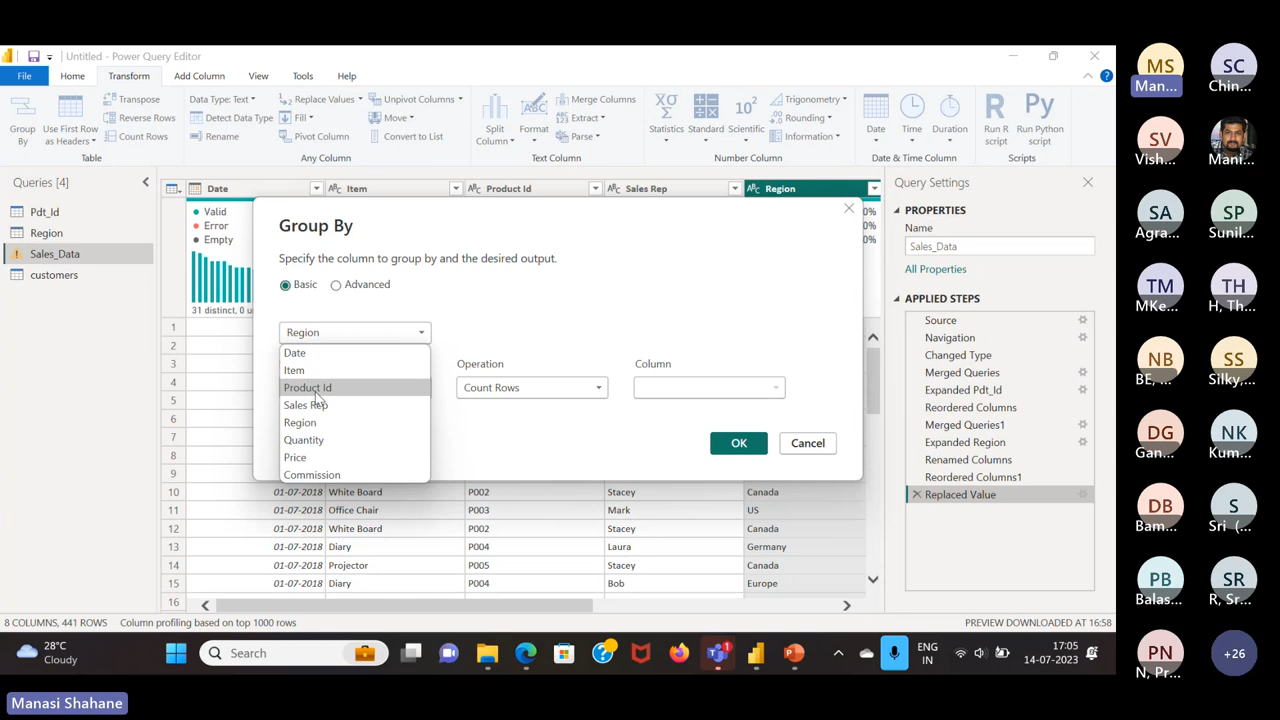 Untitled - Power Query Editor
File Home Transform Add Column View Tools Help
Group By
Use First Row as Headers
Transpose
Reverse Rows
Count Rows
Table
Data Type: Text
Detect Data Type
Rename
Replace Values
Fill
Pivot Column
Unpivot Columns
Move
Convert to List
Any Column
Split Column
Format
ABC
Merge Columns
Extract
Parse
Text Column
Statistics
Standard
Scientific
10²
Trigonometry
Rounding
Information
Number Column
Date
Time
Duration
Date & Time Column
Run R script
Run Python script
Scripts
Queries [4]
Pdt_Id
Region
Sales_Data
customers
Date Item Product Id Sales Rep Region
Valid
Error
Empty
31 distinct, 0 u
0%
0%
Group By
Specify the column to group by and the desired output.
Basic Advanced
Region
Date
Item
Product Id
Sales Rep
Region
Quantity
Price
Commission
Operation
Count Rows
Column
OK Cancel
1
2
3
4
5
6
7
8
9
10 01-07-2018 White Board P002 Stacey Canada
11 01-07-2018 Office Chair P003 Mark US
12 01-07-2018 White Board P002 Stacey Canada
13 01-07-2018 Diary P004 Laura Germany
14 01-07-2018 Projector P005 Stacey Canada
15 01-07-2018 Diary P004 Bob Europe
16
Query Settings
PROPERTIES
Name
Sales_Data
All Properties
APPLIED STEPS
Source
Navigation
Changed Type
Merged Queries
Expanded Pdt_Id
Reordered Columns
Merged Queries1
Expanded Region
Renamed Columns
Reordered Columns1
Replaced Value
8 COLUMNS, 441 ROWS Column profiling based on top 1000 rows
PREVIEW DOWNLOADED AT 16:58
28°C
Cloudy
Search
ENG
IN
17:05
14-07-2023
Manasi Shahane
MS SC
Man... Chin...
SV
Vish... Mani...
SA SP
Agra... Sunil...
TM TH
MKe... H, Th...
NB SS
BE, ... Silky,...
DG NK
Gan... Kum...
DB S
Bam... Sri (...
PB SR
Balas... R, Sr...
PN +26
N, Pr...